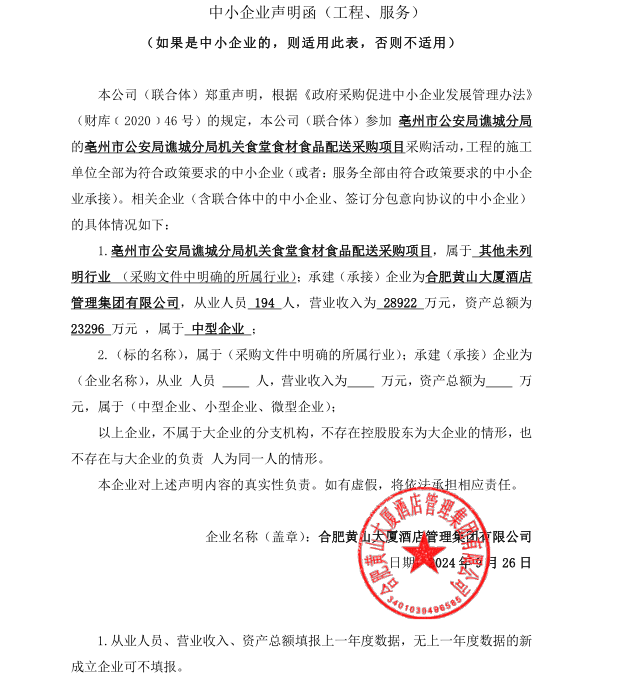 中小企业声明函（工程、服务）
（如果是中小企业的，则适用此表，否则不适用）
本公司（联合体）郑重声明，根据《政府采购促进中小企业发展管理办法》
（财库﹝2020﹞46 号）的规定，本公司（联合体）参加 亳州市公安局谯城分局
的亳州市公安局谯城分局机关食堂食材食品配送采购项目采购活动，工程的施工
单位全部为符合政策要求的中小企业（或者：服务全部由符合政策要求的中小企
业承接）。相关企业（含联合体中的中小企业、签订分包意向协议的中小企业）
的具体情况如下：
1.亳州市公安局谯城分局机关食堂食材食品配送采购项目，属于 其他未列
明行业 （采购文件中明确的所属行业）；承建（承接）企业为合肥黄山大厦酒店
管理集团有限公司，从业人员 194 人，营业收入为 28922 万元，资产总额为
23296 万元 ，属于 中型企业 ；
2.（标的名称），属于（采购文件中明确的所属行业）；承建（承接）企业为
（企业名称），从业 人员 ____ 人，营业收入为____ 万元，资产总额为____ 万
元，属于（中型企业、小型企业、微型企业）；
以上企业，不属于大企业的分支机构，不存在控股股东为大企业的情形，也
不存在与大企业的负责 人为同一人的情形。
本企业对上述声明内容的真实性负责。如有虚假，将依法承担相应责任。
企业名称（盖章）：合肥黄山大厦酒店管理集团有限公司
日期：2024 年 9 月 26 日
合肥黄山大厦酒店管理集团有限公司
3401039496585
1.从业人员、营业收入、资产总额填报上一年度数据，无上一年度数据的新
成立企业可不填报。